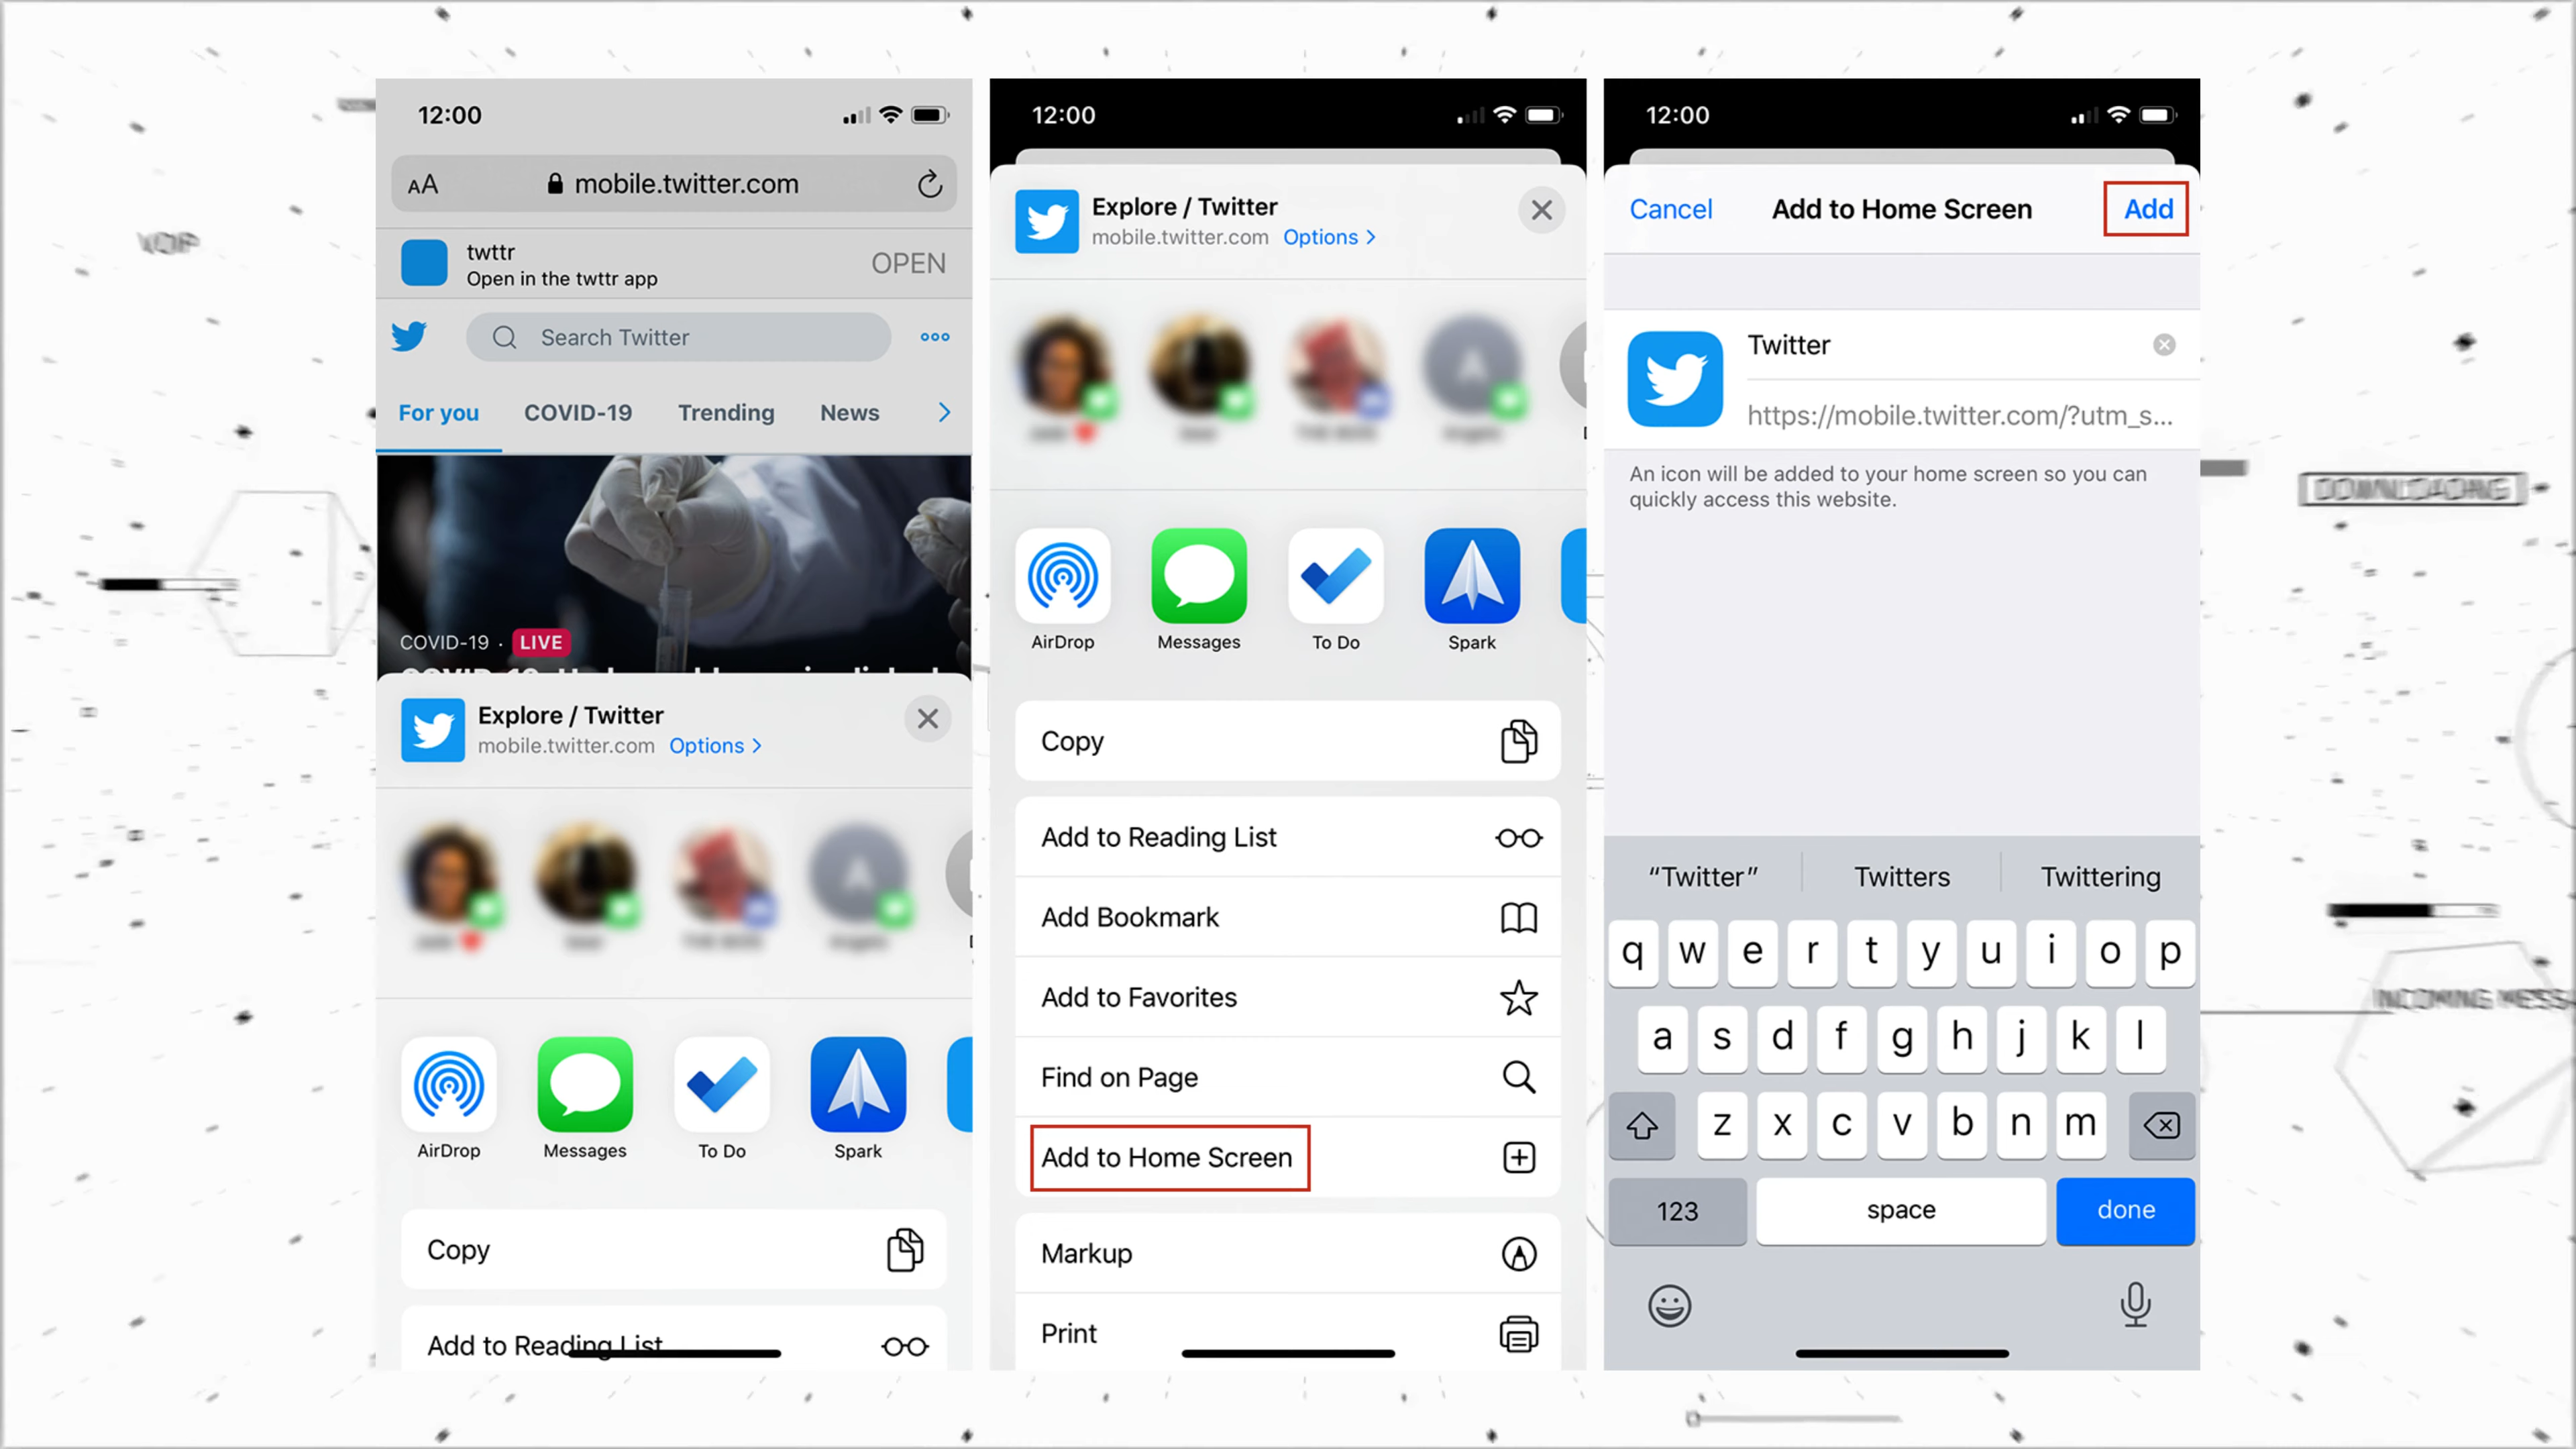 12:00
mobile.twitter.com
AA
twttr
Open in the twttr app
OPEN
Search Twitter
For you COVID-19 Trending News
COVID-19 · LIVE
Explore / Twitter
mobile.twitter.com Options >
A
AirDrop Messages To Do Spark
Copy
Add to Reading List
12:00
Explore / Twitter
mobile.twitter.com Options >
A
AirDrop Messages To Do Spark
Copy
Add to Reading List
Add Bookmark
Add to Favorites
Find on Page
Add to Home Screen
Markup
Print
12:00
Cancel Add to Home Screen Add
Twitter
https://mobile.twitter.com/?utm_s...
An icon will be added to your home screen so you can
quickly access this website.
“Twitter” Twitters Twittering
q w e r t y u i o p
a s d f g h j k l
z x c v b n m
123 space done
VOIP
DOWNLOADING
INCOMING MESS